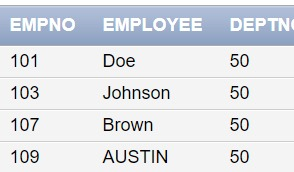 EMPNO EMPLOYEE DEPTN
101 Doe 50
103 Johnson 50
107 Brown 50
109 AUSTIN 50